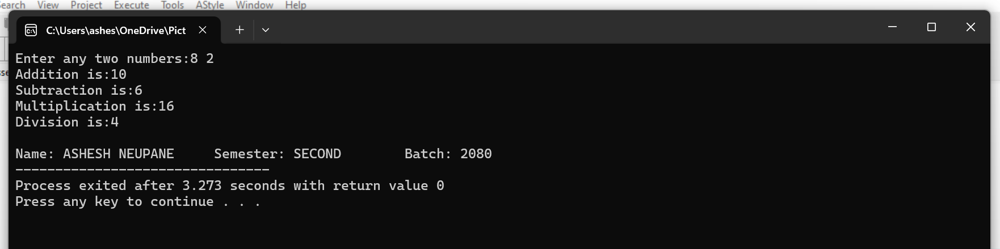 Search View Project Execute Tools AStyle Window Help
C:\Users\ashes\OneDrive\Pict
Enter any two numbers:8 2
Addition is:10
Subtraction is:6
Multiplication is:16
Division is:4
Name: ASHESH NEUPANE Semester: SECOND Batch: 2080
--------------------------------
Process exited after 3.273 seconds with return value 0
Press any key to continue . . .